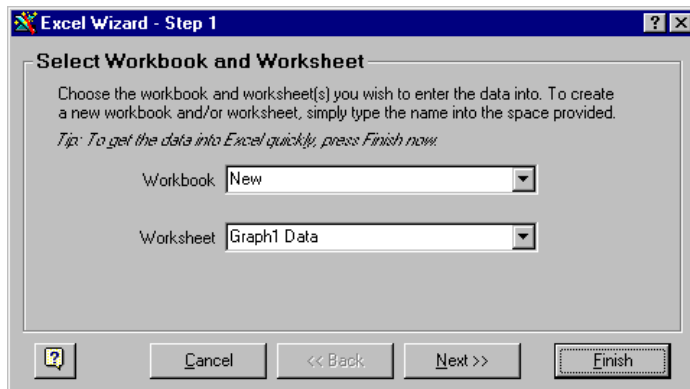 Excel Wizard - Step 1
Select Workbook and Worksheet
Choose the workbook and worksheet(s) you wish to enter the data into. To create
a new workbook and/or worksheet, simply type the name into the space provided.
Tip: To get the data into Excel quickly, press Finish now.
Workbook New
Worksheet Graph1 Data
Cancel << Back Next >> Finish